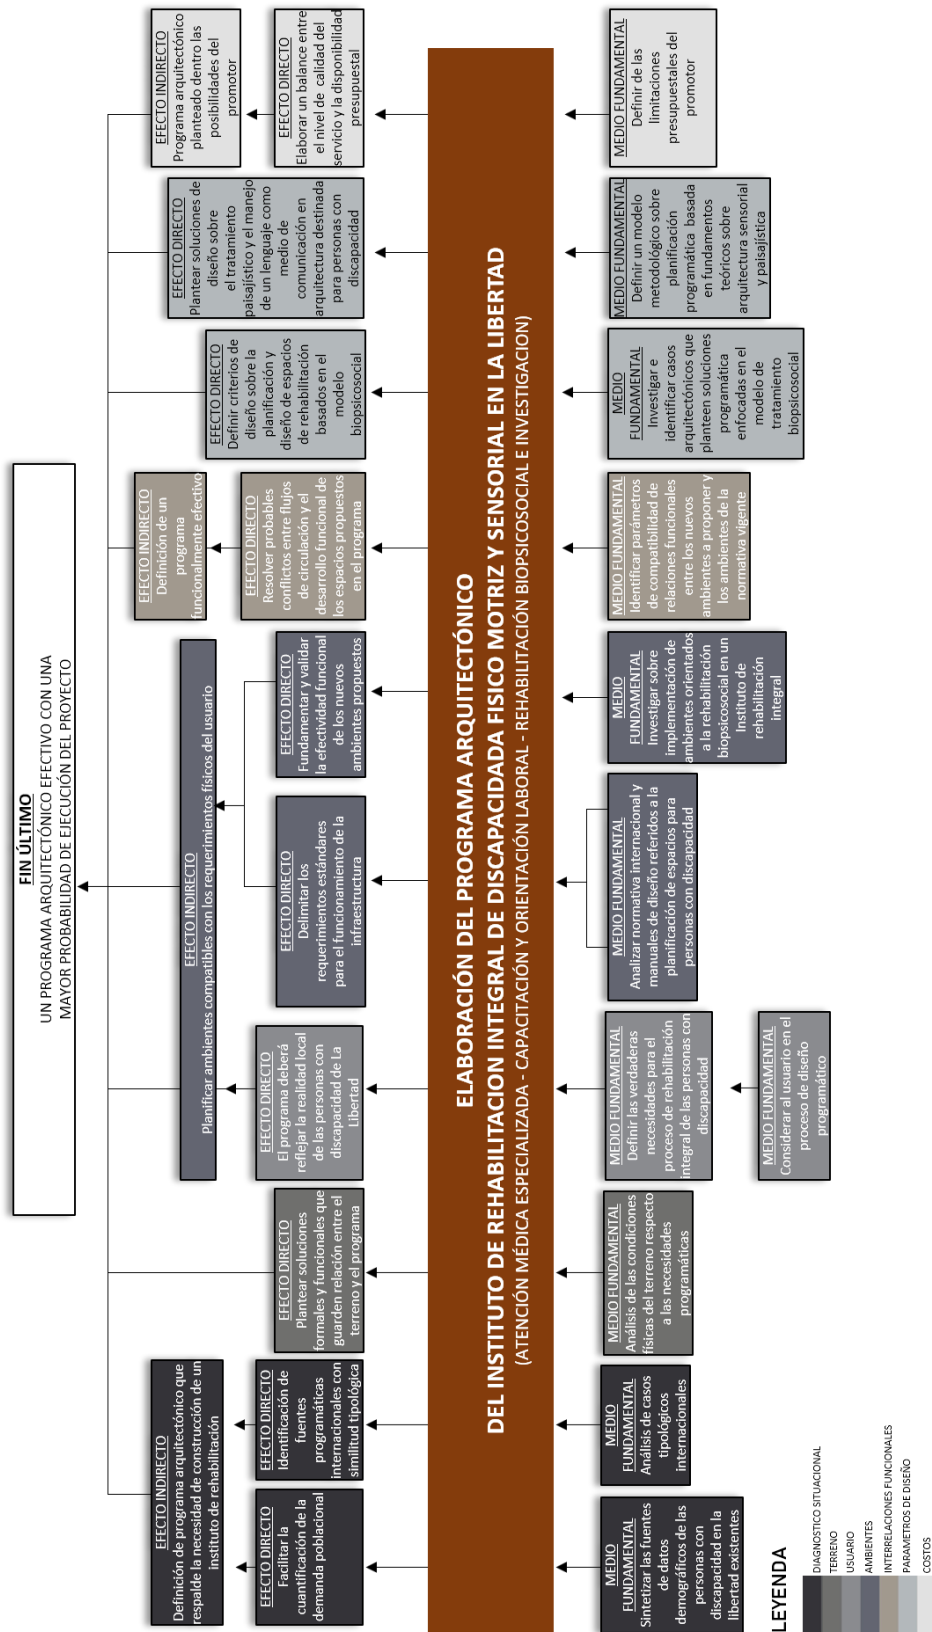 FIN ÚLTIMO
UN PROGRAMA ARQUITECTÓNICO EFECTIVO CON UNA
MAYOR PROBABILIDAD DE EJECUCIÓN DEL PROYECTO
EFECTO INDIRECTO
Definición de programa arquitectónico que
respalde la necesidad de construcción de un
instituto de rehabilitación
EFECTO INDIRECTO
Planificar ambientes compatibles con los requerimientos físicos del usuario
EFECTO INDIRECTO
Definición de un
programa
funcionalmente efectivo
EFECTO INDIRECTO
Programa arquitectónico
planteado dentro las
posibilidades del
promotor
EFECTO DIRECTO
Facilitar la
cuantificación de la
demanda poblacional
EFECTO DIRECTO
Identificación de
fuentes
programáticas
internacionales con
similitud tipológica
EFECTO DIRECTO
Plantear soluciones
formales y funcionales que
guarden relación entre el
terreno y el programa
EFECTO DIRECTO
El programa deberá
reflejar la realidad local
de las personas con
discapacidad de La
Libertad
EFECTO DIRECTO
Delimitar los
requerimientos estándares
para el funcionamiento de la
infraestructura
EFECTO DIRECTO
Fundamentar y validar
la efectividad funcional
de los nuevos
ambientes propuestos
EFECTO DIRECTO
Resolver probables
conflictos entre flujos
de circulación y el
desarrollo funcional de
los espacios propuestos
en el programa
EFECTO DIRECTO
Definir criterios de
diseño sobre la
planificación y
diseño de espacios
de rehabilitación
basados en el
modelo
biopsicosocial
EFECTO DIRECTO
Plantear soluciones de
diseño sobre
el tratamiento
paisajístico y el manejo
de un lenguaje como
medio de
comunicación en
arquitectura destinada
para personas con
discapacidad
EFECTO DIRECTO
Elaborar un balance entre
el nivel de calidad del
servicio y la disponibilidad
presupuestal
ELABORACIÓN DEL PROGRAMA ARQUITECTÓNICO
DEL INSTITUTO DE REHABILITACION INTEGRAL DE DISCAPACIDADA FISICO MOTRIZ Y SENSORIAL EN LA LIBERTAD
(ATENCIÓN MÉDICA ESPECIALIZADA - CAPACITACIÓN Y ORIENTACIÓN LABORAL - REHABILITACIÓN BIOPSICOSOCIAL E INVESTIGACION)
MEDIO
FUNDAMENTAL
Sintetizar las fuentes
de datos
demográficos de las
personas con
discapacidad en la
libertad existentes
MEDIO
FUNDAMENTAL
Análisis de casos
tipológicos
internacionales
MEDIO FUNDAMENTAL
Análisis de las condiciones
físicas del terreno respecto
a las necesidades
programáticas
MEDIO FUNDAMENTAL
Definir las verdaderas
necesidades para el
proceso de rehabilitación
integral de las personas con
discapacidad
MEDIO FUNDAMENTAL
Considerar al usuario en el
proceso de diseño
programático
MEDIO FUNDAMENTAL
Analizar normativa internacional y
manuales de diseño referidos a la
planificación de espacios para
personas con discapacidad
MEDIO
FUNDAMENTAL
Investigar sobre
implementación de
ambientes orientados
a la rehabilitación
biopsicosocial en un
Instituto de
rehabilitación
integral
MEDIO FUNDAMENTAL
Identificar parámetros
de compatibilidad de
relaciones funcionales
entre los nuevos
ambientes a proponer y
los ambientes de la
normativa vigente
MEDIO
FUNDAMENTAL
Investigar e
identificar casos
arquitectónicos que
planteen soluciones
programática
enfocadas en el
modelo de
tratamiento
biopsicosocial
MEDIO FUNDAMENTAL
Definir un modelo
metodológico sobre
planificación
programática basada
en fundamentos
teóricos sobre
arquitectura sensorial
y paisajística
MEDIO FUNDAMENTAL
Definir de las
limitaciones
presupuestales del
promotor
LEYENDA
DIAGNOSTICO SITUACIONAL
TERRENO
USUARIO
AMBIENTES
INTERRELACIONES FUNCIONALES
PARAMETROS DE DISEÑO
COSTOS